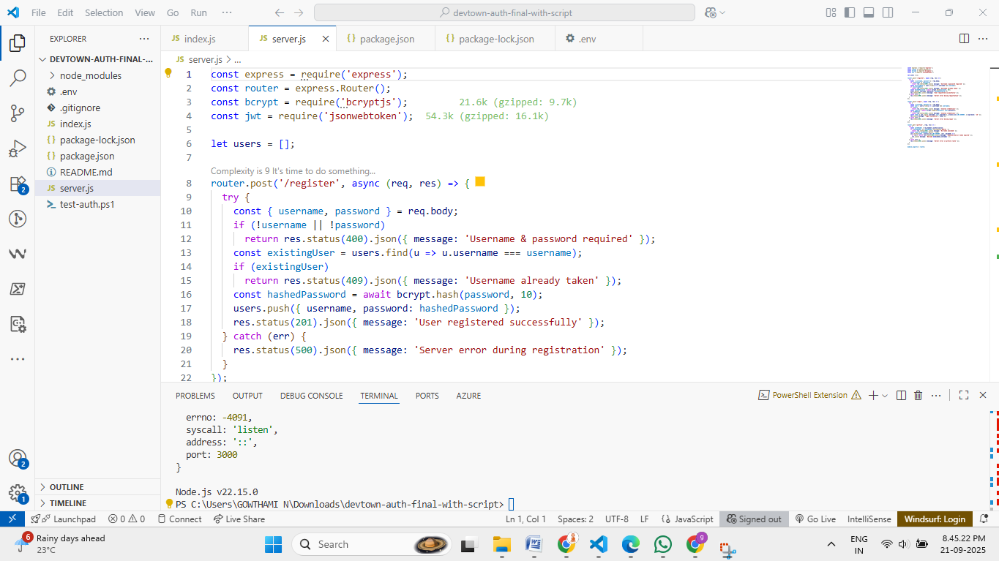 File Edit Selection View Go Run ··· devtown-auth-final-with-script
EXPLORER ···
DEVTOWN-AUTH-FINAL-...
node_modules
.env
.gitignore
JS index.js
{} package-lock.json
{} package.json
README.md
JS server.js
test-auth.ps1
OUTLINE
TIMELINE
2
2
1
JS index.js JS server.js {} package.json {} package-lock.json .env
JS server.js > ...
1 const express = require('express');
2 const router = express.Router();
3 const bcrypt = require('bcryptjs'); 21.6k (gzipped: 9.7k)
4 const jwt = require('jsonwebtoken'); 54.3k (gzipped: 16.1k)
5
6 let users = [];
7
Complexity is 9 It's time to do something...
8 router.post('/register', async (req, res) => {
9 try {
10 const { username, password } = req.body;
11 if (!username || !password)
12 return res.status(400).json({ message: 'Username & password required' });
13 const existingUser = users.find(u => u.username === username);
14 if (existingUser)
15 return res.status(409).json({ message: 'Username already taken' });
16 const hashedPassword = await bcrypt.hash(password, 10);
17 users.push({ username, password: hashedPassword });
18 res.status(201).json({ message: 'User registered successfully' });
19 } catch (err) {
20 res.status(500).json({ message: 'Server error during registration' });
21 }
22 });
PROBLEMS OUTPUT DEBUG CONSOLE TERMINAL PORTS AZURE PowerShell Extension
errno: -4091,
syscall: 'listen',
address: '::',
port: 3000
}
Node.js v22.15.0
PS C:\Users\GOWTHAMI N\Downloads\devtown-auth-final-with-script>
Launchpad 0 0 Connect Live Share Ln 1, Col 1 Spaces: 2 UTF-8 LF {} JavaScript Signed out Go Live IntelliSense Windsurf: Login
6 Rainy days ahead
23°C
Search
9
ENG
IN
8.45.22 PM
21-09-2025